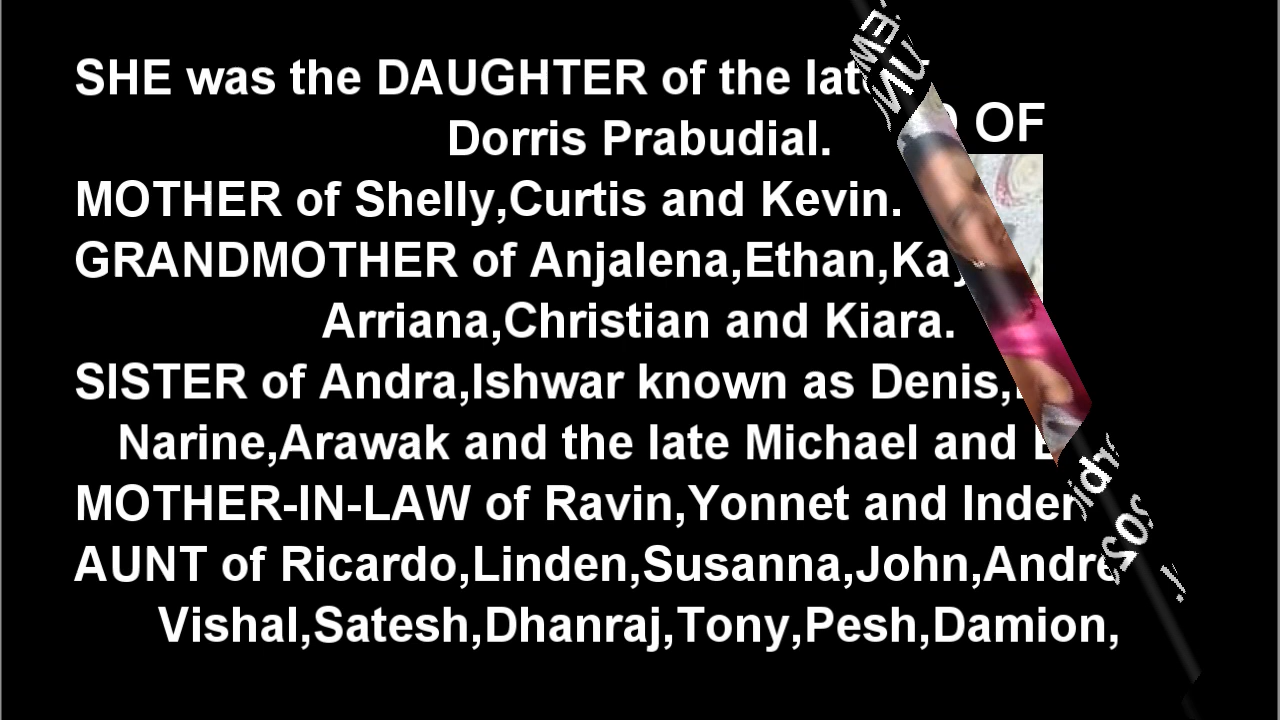 SHE was the DAUGHTER of the late
Dorris Prabudial.
MOTHER of Shelly,Curtis and Kevin.
GRANDMOTHER of Anjalena,Ethan,
Arriana,Christian and Kiara.
SISTER of Andra,Ishwar known as Denis,
Narine,Arawak and the late Michael and
MOTHER-IN-LAW of Ravin,Yonnet and
AUNT of Ricardo,Linden,Susanna,John,
Vishal,Satesh,Dhanraj,Tony,Pesh,Damion,
OF